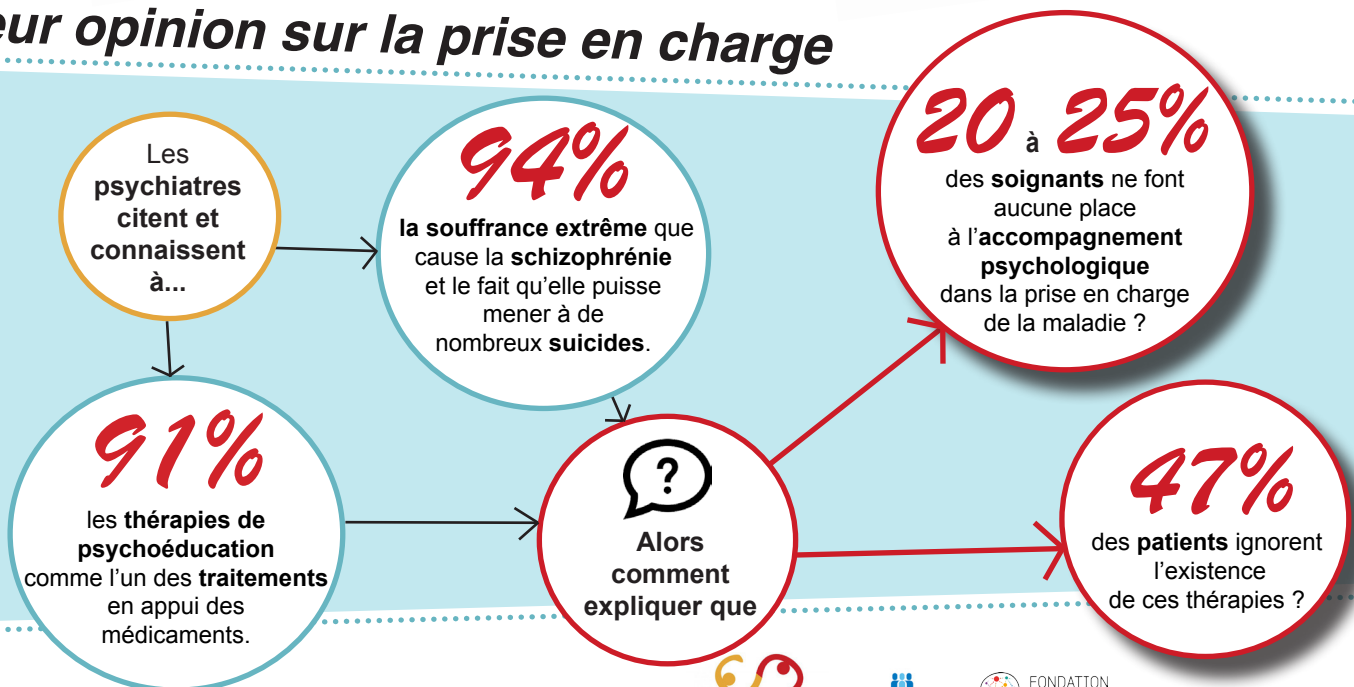 eur opinion sur la prise en charge
Les
psychiatres
citent et
connaissent
à...
94%
la souffrance extrême que
cause la schizophrénie
et le fait qu’elle puisse
mener à de
nombreux suicides.
20 à 25%
des soignants ne font
aucune place
à l’accompagnement
psychologique
dans la prise en charge
de la maladie ?
91%
les thérapies de
psychoéducation
comme l’un des traitements
en appui des
médicaments.
?
Alors
comment
expliquer que
47%
des patients ignorent
l’existence
de ces thérapies ?
FONDATION